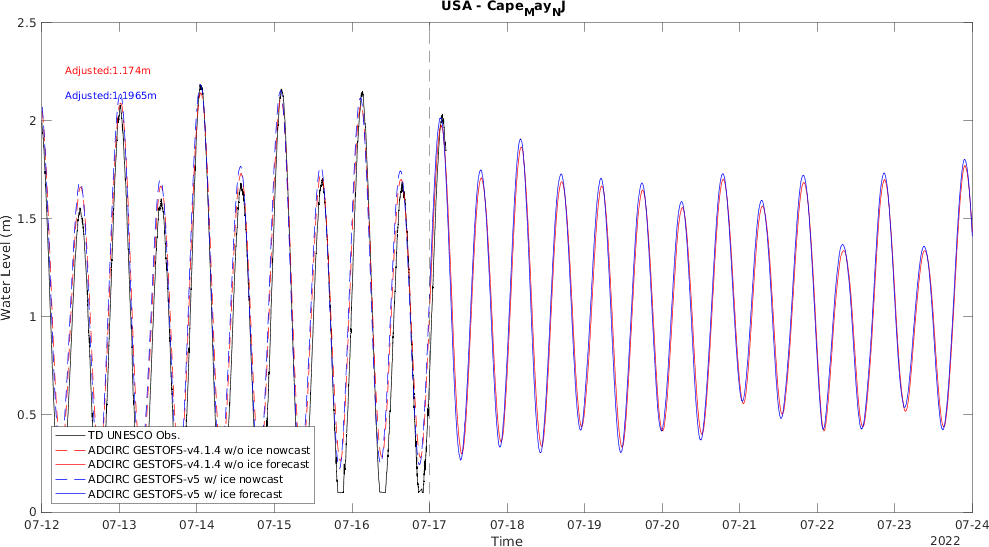 USA - CapeMayNJ
Adjusted:1.174m
Adjusted:1.1965m
2.5
2
1.5
1
0.5
0
Water Level (m)
TD UNESCO Obs.
ADCIRC GESTOFS-v4.1.4 w/o ice nowcast
ADCIRC GESTOFS-v4.1.4 w/o ice forecast
ADCIRC GESTOFS-v5 w/ ice nowcast
ADCIRC GESTOFS-v5 w/ ice forecast
07-12 07-13 07-14 07-15 07-16 07-17 07-18 07-19 07-20 07-21 07-22 07-23 07-24
Time
2022